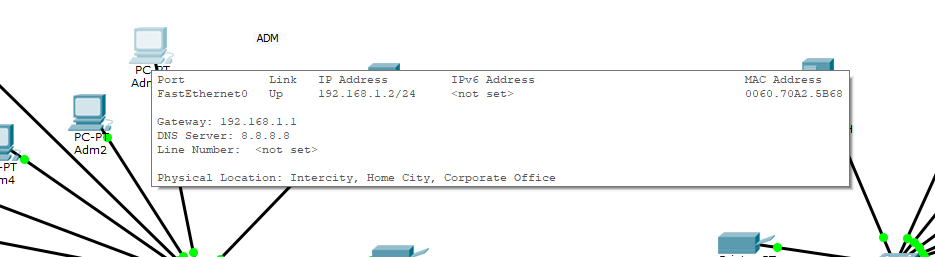 ADM
PC-PT
Adm
Port Link IP Address IPv6 Address MAC Address
FastEthernet0 Up 192.168.1.2/24 <not set> 0060.70A2.5B68
Gateway: 192.168.1.1
DNS Server: 8.8.8.8
Line Number: <not set>
Physical Location: Intercity, Home City, Corporate Office
PC-PT
Adm2
-PT
m4